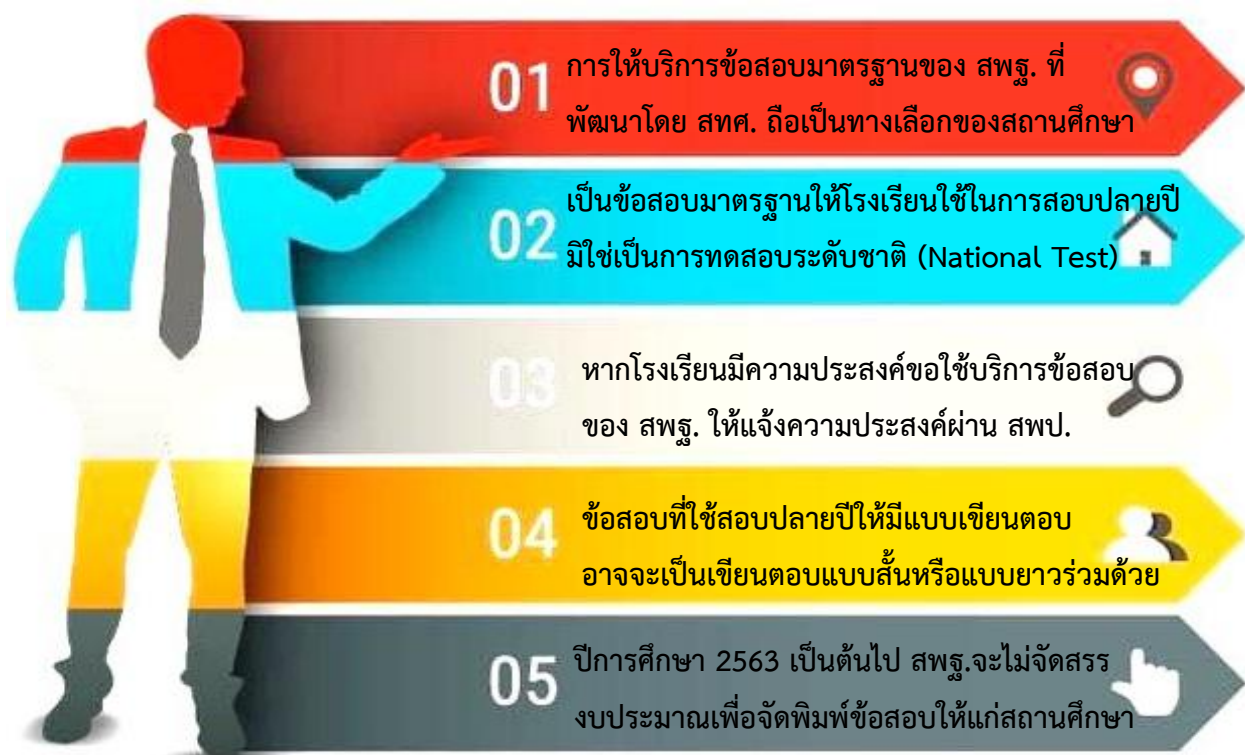 01 การให้บริการข้อสอบมาตรฐานของ สพฐ. ที่
พัฒนาโดย สทศ. ถือเป็นทางเลือกของสถานศึกษา
02 เป็นข้อสอบมาตรฐานให้โรงเรียนใช้ในการสอบปลายปี
มิใช่เป็นการทดสอบระดับชาติ (National Test)
03 หากโรงเรียนมีความประสงค์ขอใช้บริการข้อสอบ
ของ สพฐ. ให้แจ้งความประสงค์ผ่าน สพป.
04 ข้อสอบที่ใช้สอบปลายปีให้มีแบบเขียนตอบ
อาจจะเป็นเขียนตอบแบบสั้นหรือแบบยาวร่วมด้วย
05 ปีการศึกษา 2563 เป็นต้นไป สพฐ.จะไม่จัดสรร
งบประมาณเพื่อจัดพิมพ์ข้อสอบให้แก่สถานศึกษา